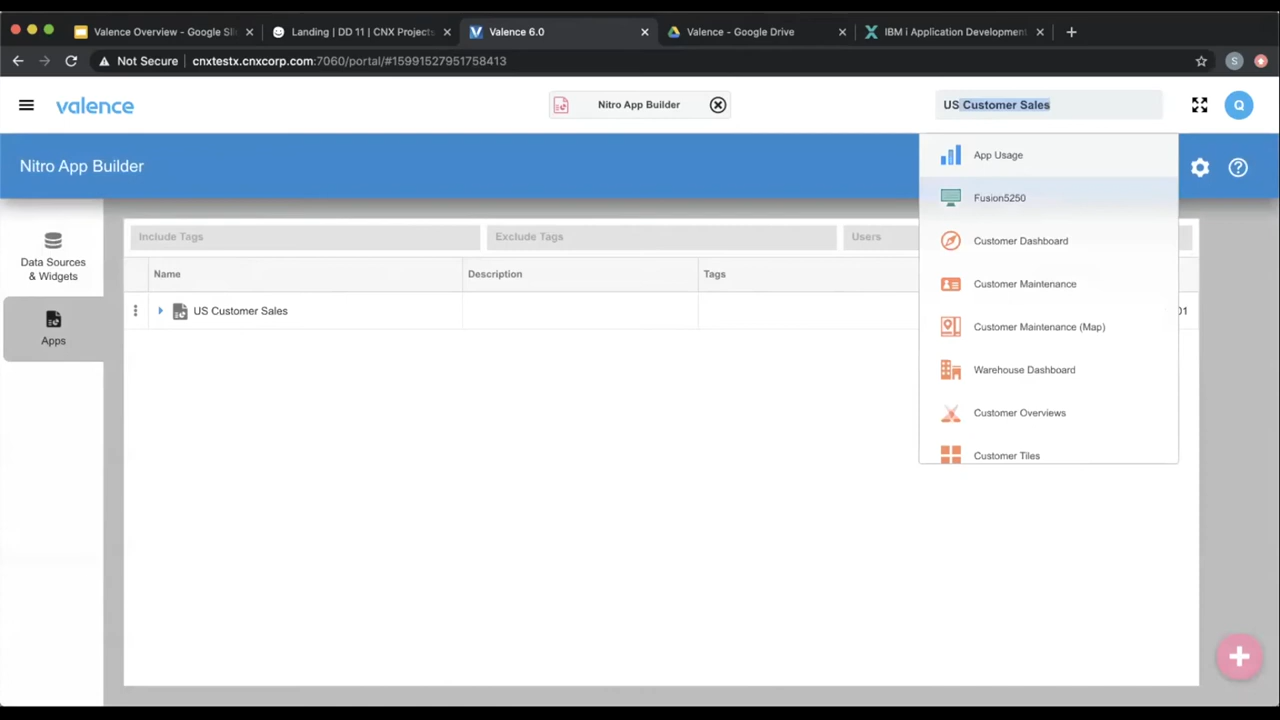 Valence Overview - Google Sli
Landing | DD 11 | CNX Projects
Valence 6.0
Valence - Google Drive
IBM i Application Development
Not Secure
cnxtestx.cnxcorp.com:7060/portal/#15991527951758413
S
valence
Nitro App Builder
US Customer Sales
Q
Nitro App Builder
App Usage
Fusion5250
Customer Dashboard
Customer Maintenance
Customer Maintenance (Map)
Warehouse Dashboard
Customer Overviews
Customer Tiles
Data Sources
& Widgets
Apps
Include Tags
Exclude Tags
Users
Name
Description
Tags
US Customer Sales
01